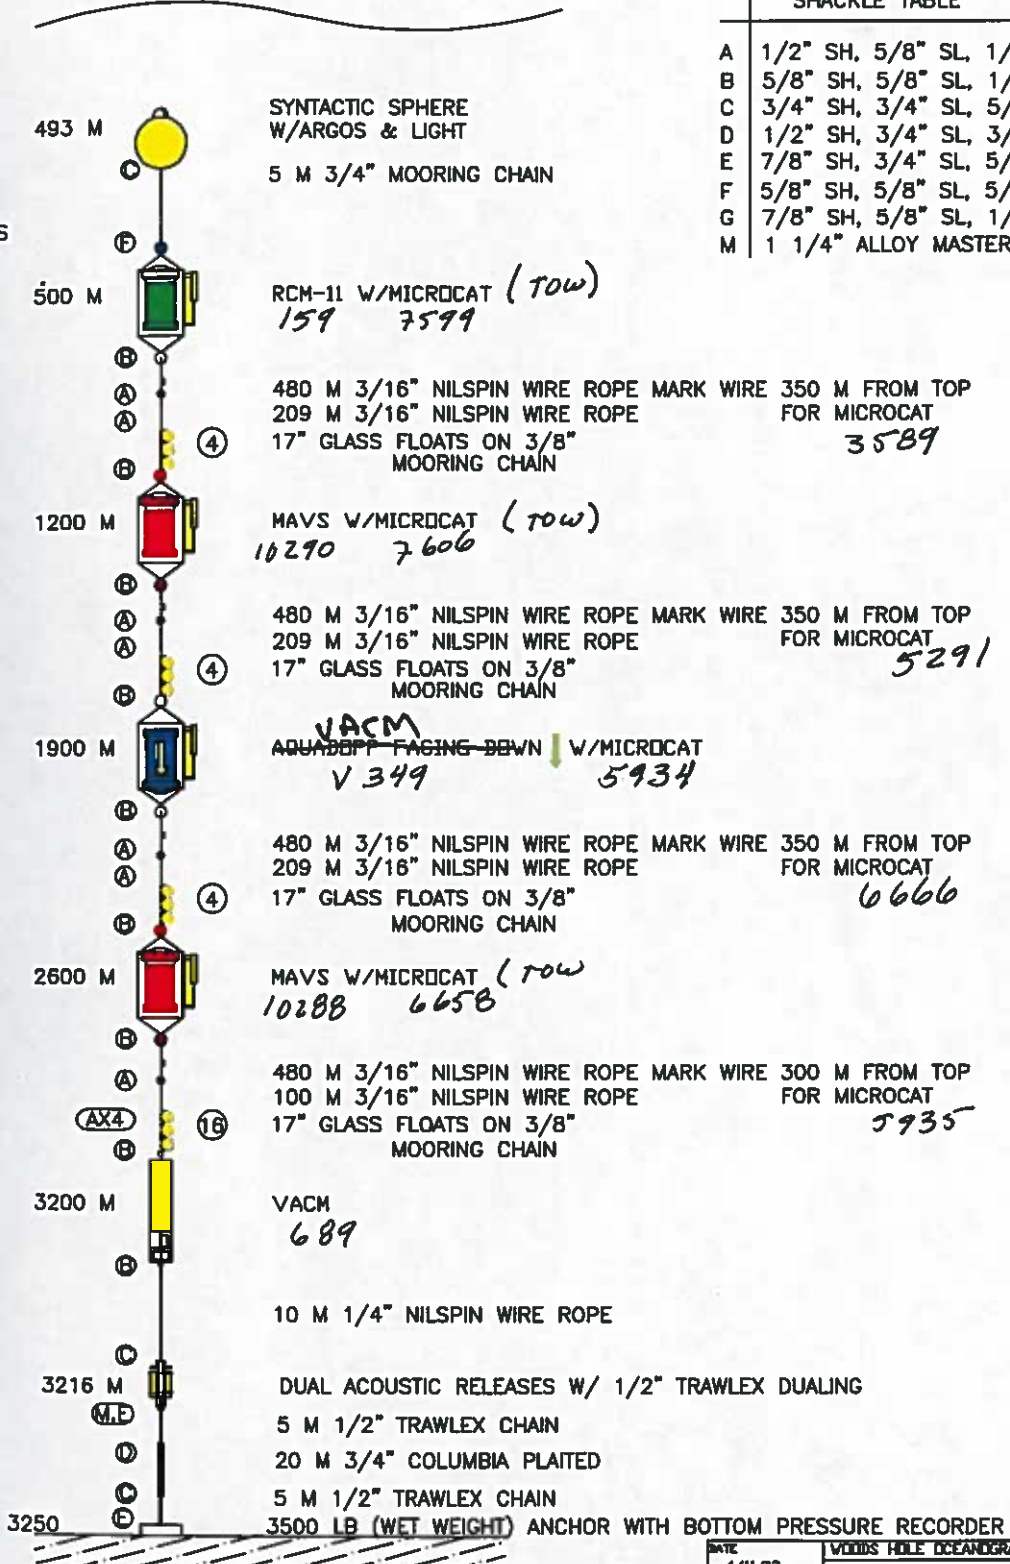 SHACKLE TABLE
A 1/2" SH, 5/8" SL, 1/
B 5/8" SH, 5/8" SL, 1/
C 3/4" SH, 3/4" SL, 5/
D 1/2" SH, 3/4" SL, 3/
E 7/8" SH, 3/4" SL, 5/
F 5/8" SH, 5/8" SL, 5/
G 7/8" SH, 5/8" SL, 1/
M 1 1/4" ALLOY MASTER
S
493 M
SYNTACTIC SPHERE
W/ARGOS & LIGHT
C
5 M 3/4" MOORING CHAIN
F
500 M
RCM-11 W/MICROCAT (TOW)
159 7599
B
A
480 M 3/16" NILSPIN WIRE ROPE MARK WIRE 350 M FROM TOP
A
209 M 3/16" NILSPIN WIRE ROPE FOR MICROCAT
4
17" GLASS FLOATS ON 3/8" 3589
B
MOORING CHAIN
1200 M
MAVS W/MICROCAT (TOW)
10290 7606
B
A
480 M 3/16" NILSPIN WIRE ROPE MARK WIRE 350 M FROM TOP
A
209 M 3/16" NILSPIN WIRE ROPE FOR MICROCAT
4
17" GLASS FLOATS ON 3/8" 5291
B
MOORING CHAIN
VACM
1900 M
AQUADOPP FACING DOWN W/MICROCAT
V 349 5934
B
A
480 M 3/16" NILSPIN WIRE ROPE MARK WIRE 350 M FROM TOP
A
209 M 3/16" NILSPIN WIRE ROPE FOR MICROCAT
4
17" GLASS FLOATS ON 3/8" 6666
B
MOORING CHAIN
2600 M
MAVS W/MICROCAT (TOW
10288 6658
B
A
480 M 3/16" NILSPIN WIRE ROPE MARK WIRE 300 M FROM TOP
100 M 3/16" NILSPIN WIRE ROPE FOR MICROCAT
AX4
16
17" GLASS FLOATS ON 3/8" 5935
B
MOORING CHAIN
3200 M
VACM
689
B
10 M 1/4" NILSPIN WIRE ROPE
C
3216 M
DUAL ACOUSTIC RELEASES W/ 1/2" TRAWLEX DUALING
5 M 1/2" TRAWLEX CHAIN
D
20 M 3/4" COLUMBIA PLAITED
C
5 M 1/2" TRAWLEX CHAIN
3250
E
3500 LB (WET WEIGHT) ANCHOR WITH BOTTOM PRESSURE RECORDER
DATE
WOODS HOLE OCEANOGRA